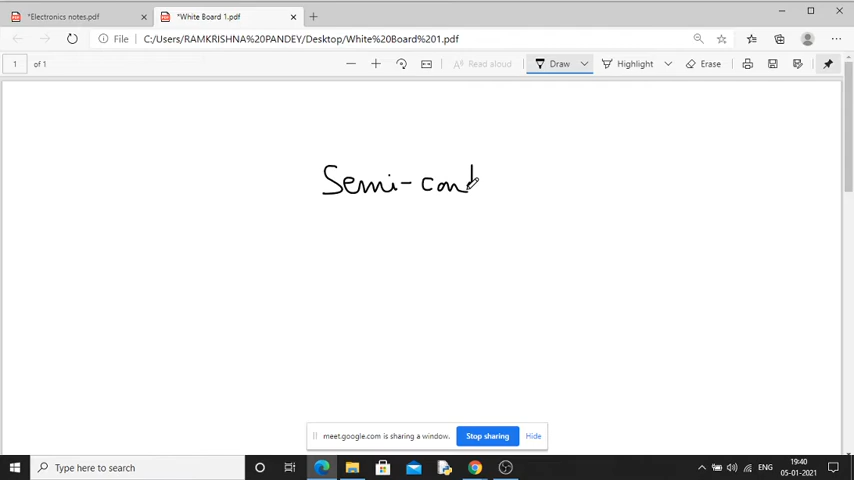 *Electronics notes.pdf
*White Board 1.pdf
File C:/Users/RAMKRISHNA%20PANDEY/Desktop/White%20Board%201.pdf
1 of 1 Read aloud Draw Highlight Erase
Semi-con
meet.google.com is sharing a window. Stop sharing Hide
Type here to search
ENG
19:40
05-01-2021